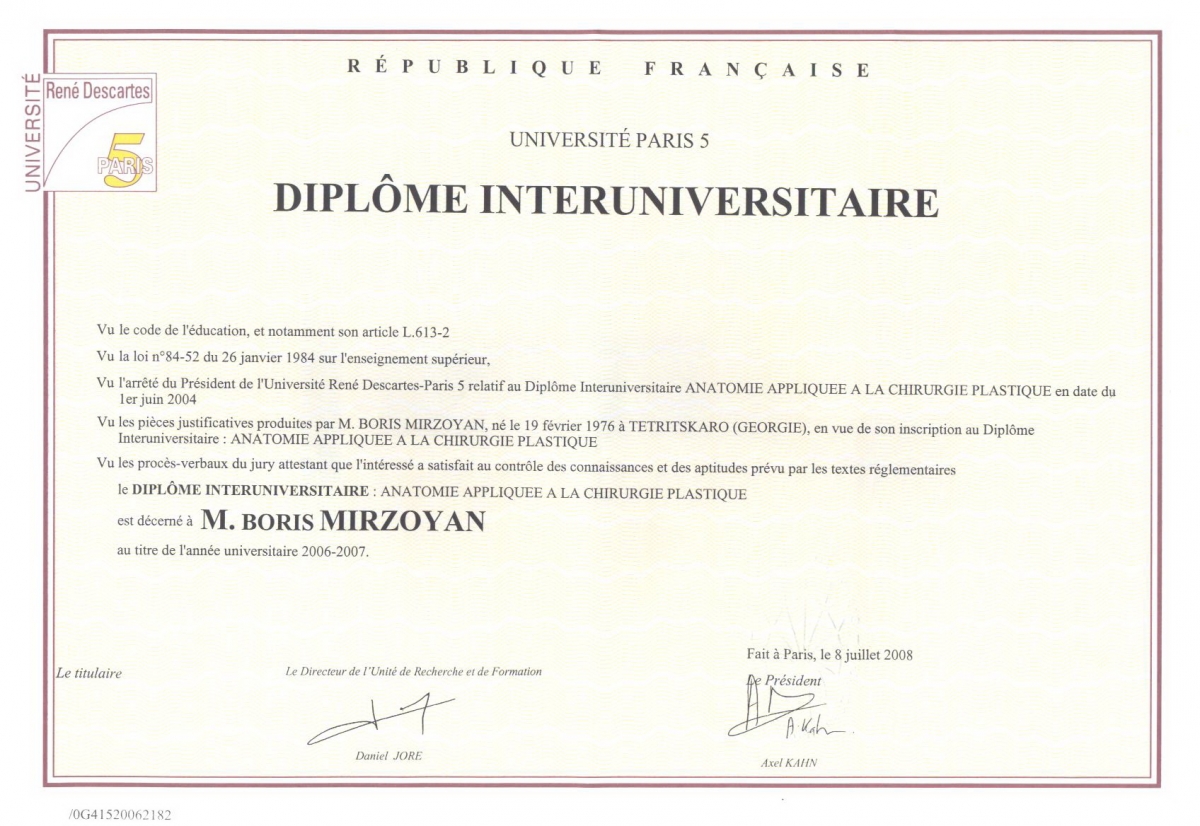 RÉPUBLIQUE FRANÇAISE
UNIVERSITÉ
René Descartes
5
PARIS
UNIVERSITÉ PARIS 5
DIPLÔME INTERUNIVERSITAIRE
Vu le code de l'éducation, et notamment son article L.613-2
Vu la loi n°84-52 du 26 janvier 1984 sur l'enseignement supérieur,
Vu l'arrêté du Président de l'Université René Descartes-Paris 5 relatif au Diplôme Interuniversitaire ANATOMIE APPLIQUEE A LA CHIRURGIE PLASTIQUE en date du
1er juin 2004
Vu les pièces justificatives produites par M. BORIS MIRZOYAN, né le 19 février 1976 à TETRITSKARO (GEORGIE), en vue de son inscription au Diplôme
Interuniversitaire : ANATOMIE APPLIQUEE A LA CHIRURGIE PLASTIQUE
Vu les procès-verbaux du jury attestant que l'intéressé a satisfait au contrôle des connaissances et des aptitudes prévu par les textes réglementaires
le DIPLÔME INTERUNIVERSITAIRE : ANATOMIE APPLIQUEE A LA CHIRURGIE PLASTIQUE
est décerné à M. BORIS MIRZOYAN
au titre de l'année universitaire 2006-2007.
Fait à Paris, le 8 juillet 2008
Le titulaire
Le Directeur de l'Unité de Recherche et de Formation
Le Président
A. Kahn
Daniel JORE
Axel KAHN
/0G41520062182